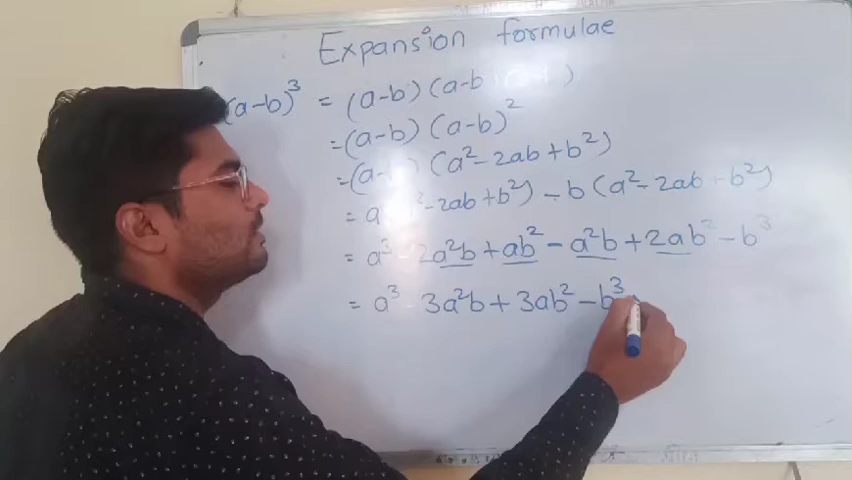 Expansion formulae
(a-b)³ = (a-b)(a-b )
=(a-b)(a-b)²
=(a- (a²-2ab+b²)
= a ²-2ab+b²)-b(a²-2ab+b²)
= a³ 2a²b+ab²-a²b+2ab²-b³
= a³ 3a²b+3ab²-b³